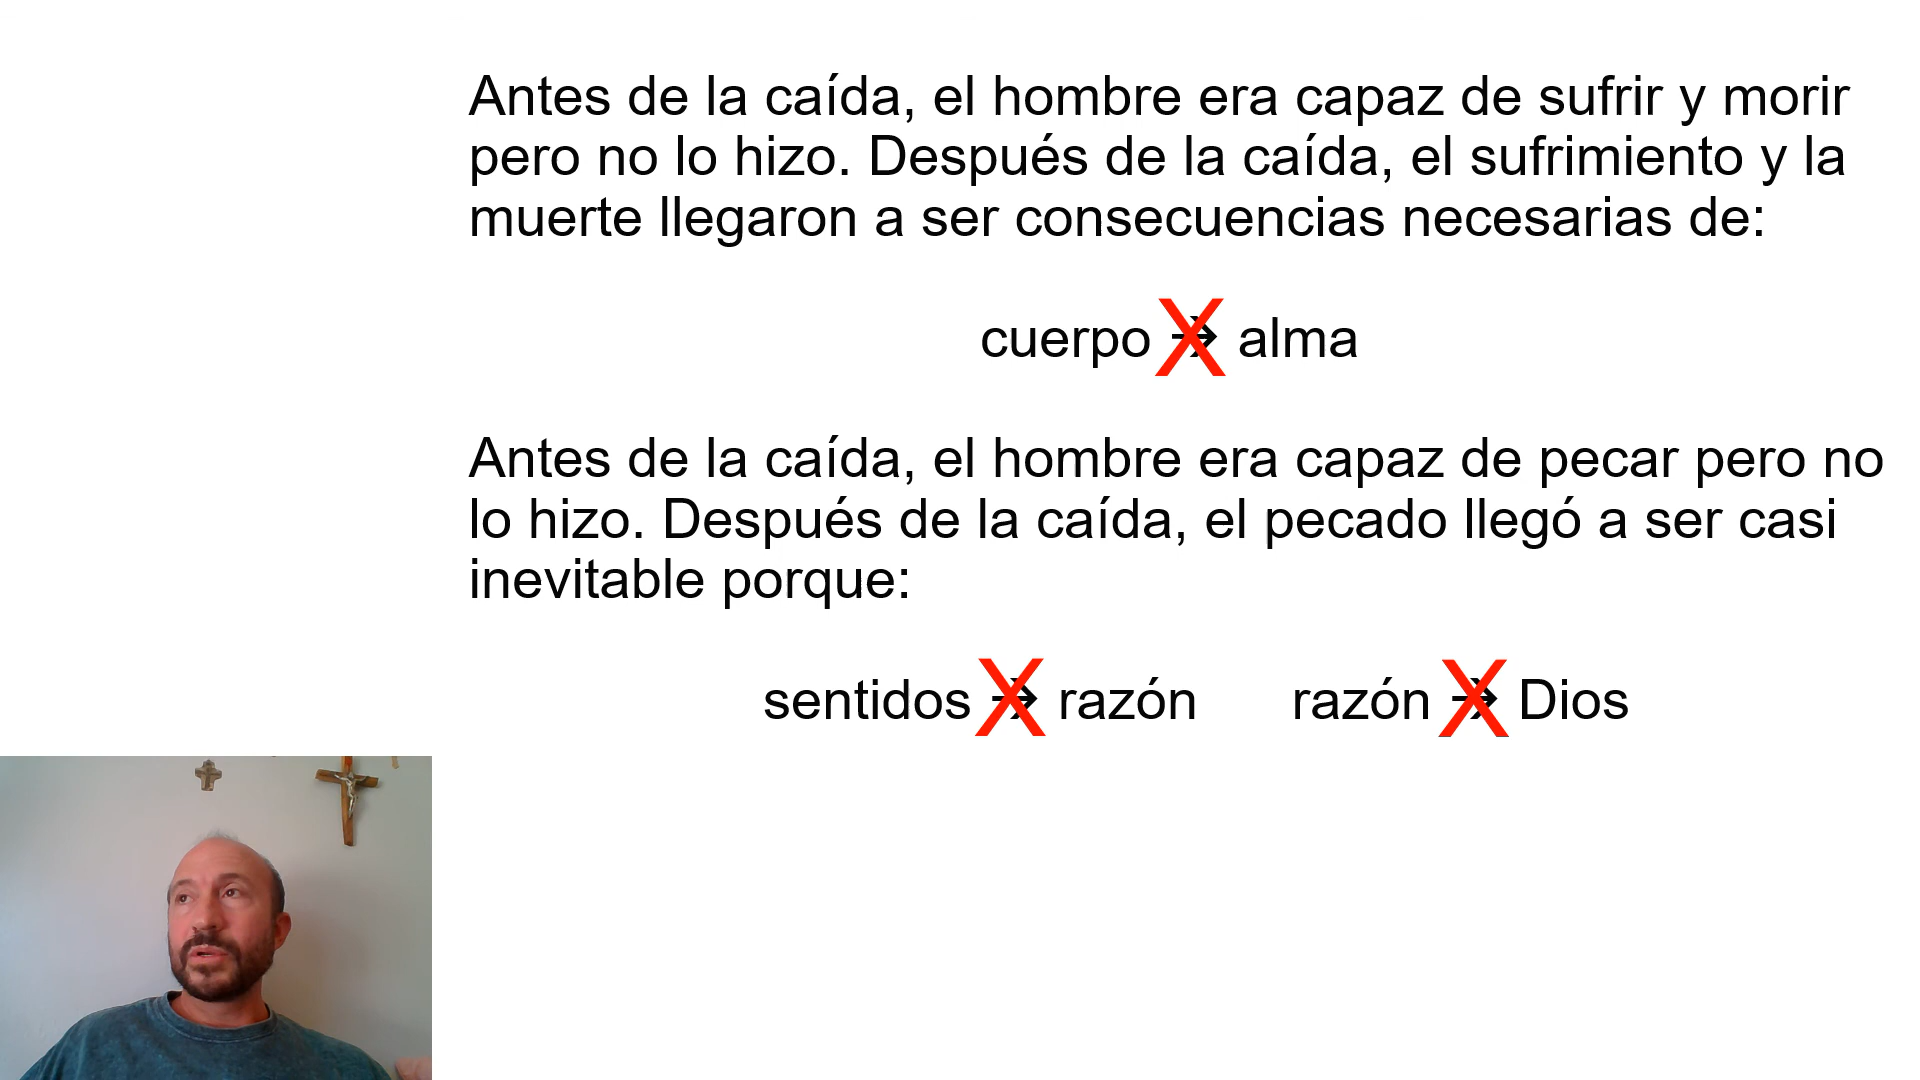 Antes de la caída, el hombre era capaz de sufrir y morir
pero no lo hizo. Después de la caída, el sufrimiento y la
muerte llegaron a ser consecuencias necesarias de:
cuerpo → alma
Antes de la caída, el hombre era capaz de pecar pero no
lo hizo. Después de la caída, el pecado llegó a ser casi
inevitable porque:
sentidos → razón razón → Dios